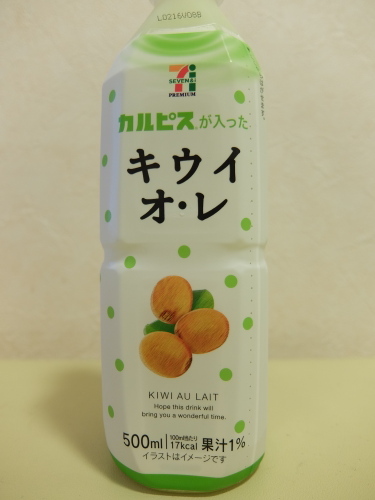 L0216V08B
7
SEVEN&i
PREMIUM
カルピスが入った
キウイ
オ・レ
KIWI AU LAIT
Hope this drink will
bring you a wonderful time.
500ml 100ml当たり 17kcal 果汁1%
イラストはイメージです